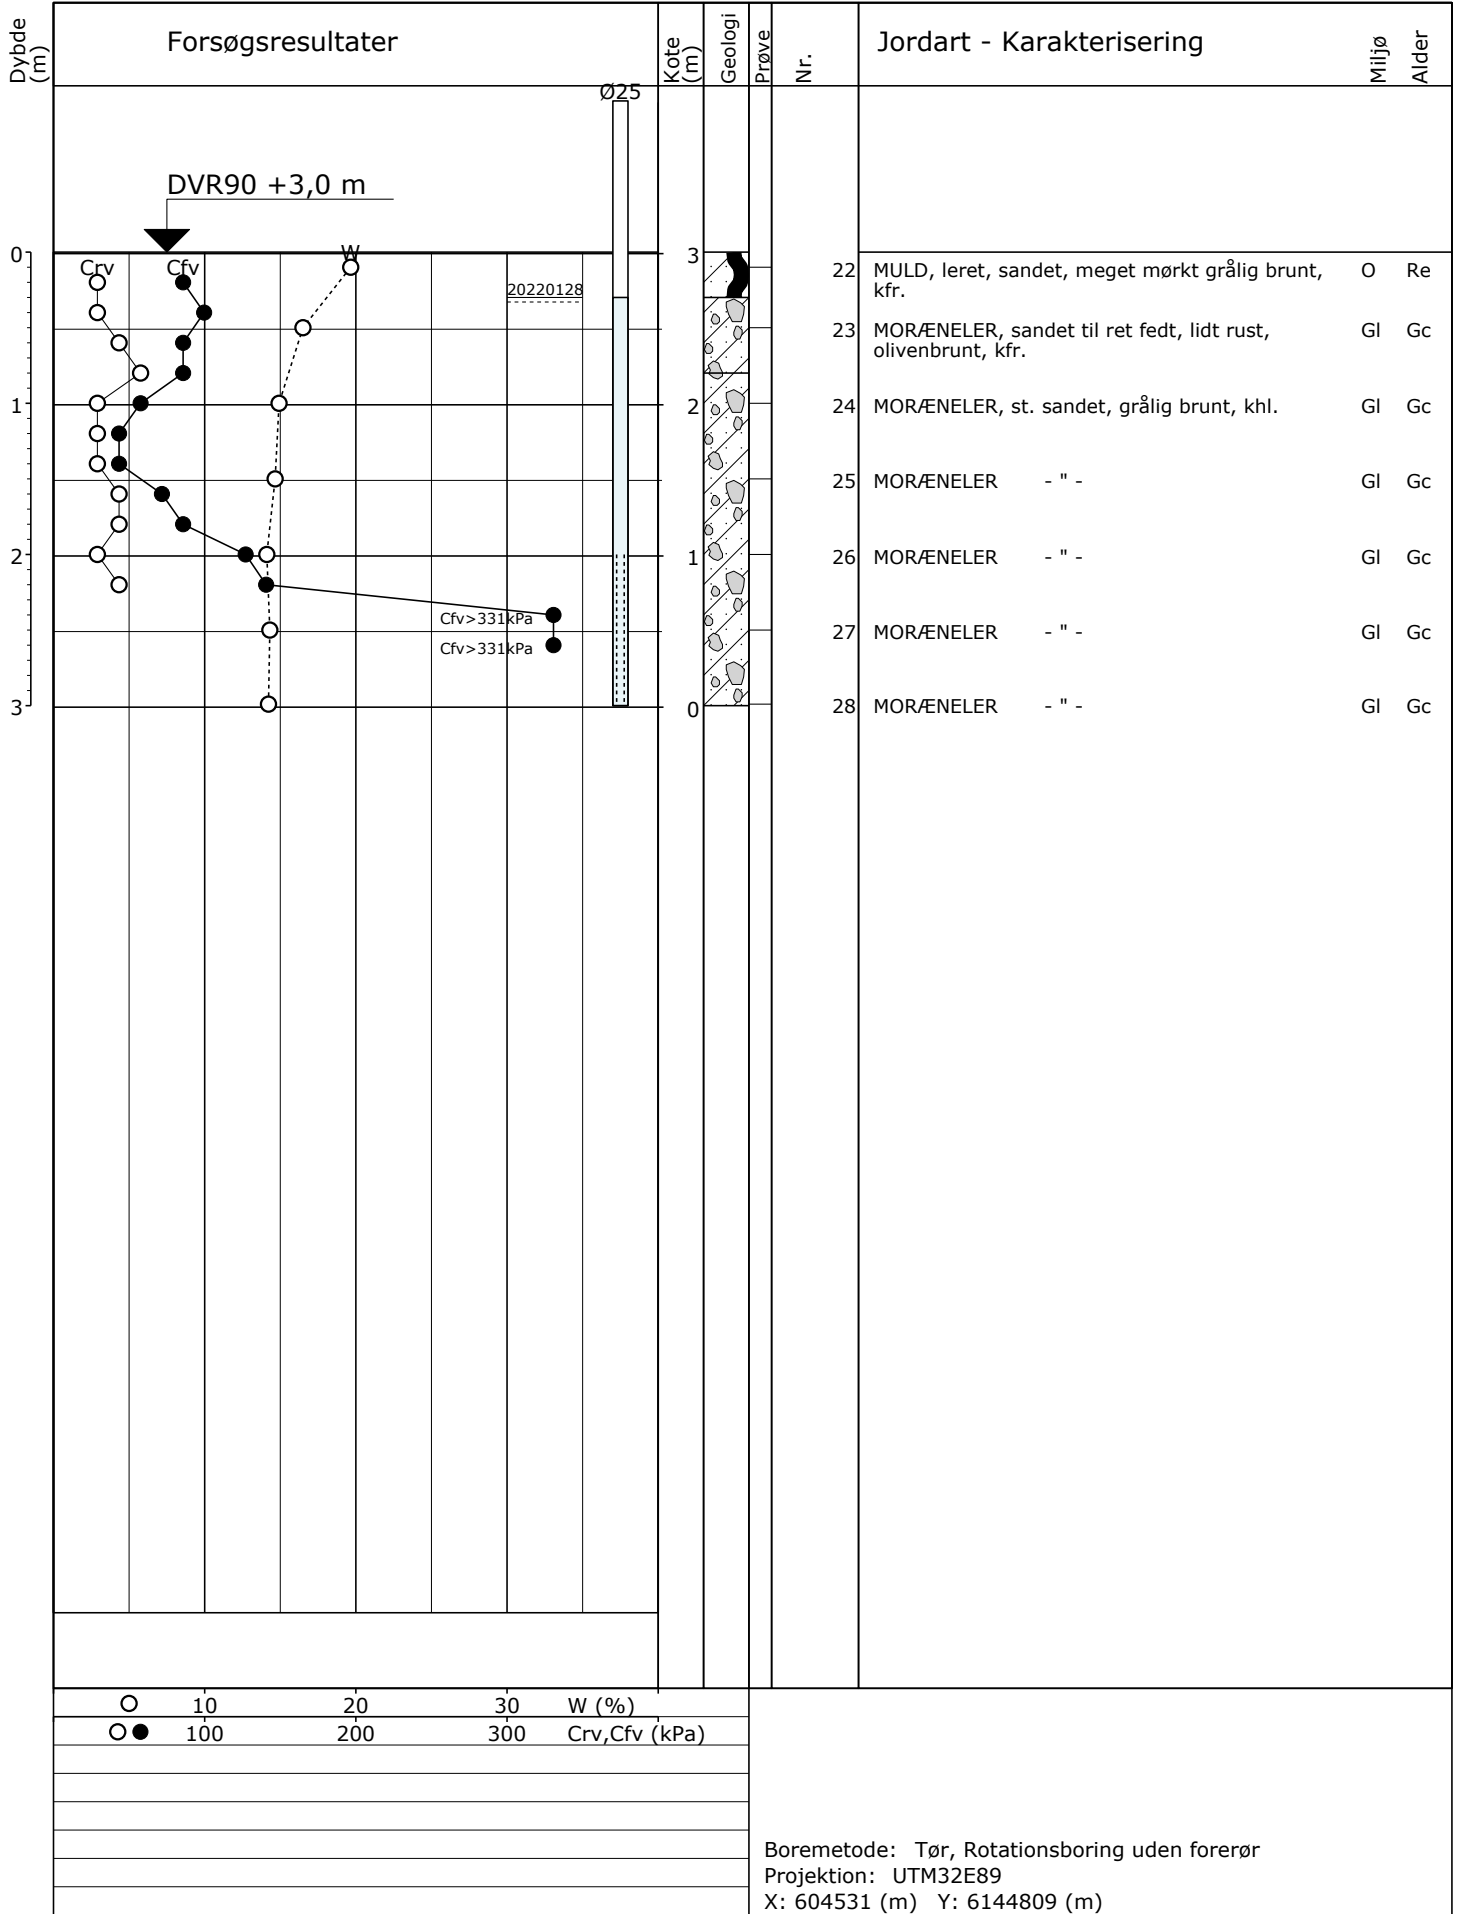 Dybde
(m)
Forsøgsresultater
Kote
(m)
Geologi
Prøve
Nr.
Jordart - Karakterisering
Miljø
Alder
Ø25
DVR90 +3,0 m
0
Crv
Cfv
W
20220128
3
22 MULD, leret, sandet, meget mørkt grålig brunt, O Re
kfr.
23 MORÆNELER, sandet til ret fedt, lidt rust, Gl Gc
olivenbrunt, kfr.
1
2
24 MORÆNELER, st. sandet, grålig brunt, khl. Gl Gc
25 MORÆNELER - " - Gl Gc
2
1
26 MORÆNELER - " - Gl Gc
Cfv>331kPa
27 MORÆNELER - " - Gl Gc
Cfv>331kPa
3
0
28 MORÆNELER - " - Gl Gc
10 20 30 W (%)
100 200 300 Crv,Cfv (kPa)
Boremetode: Tør, Rotationsboring uden forerør
Projektion: UTM32E89
X: 604531 (m) Y: 6144809 (m)